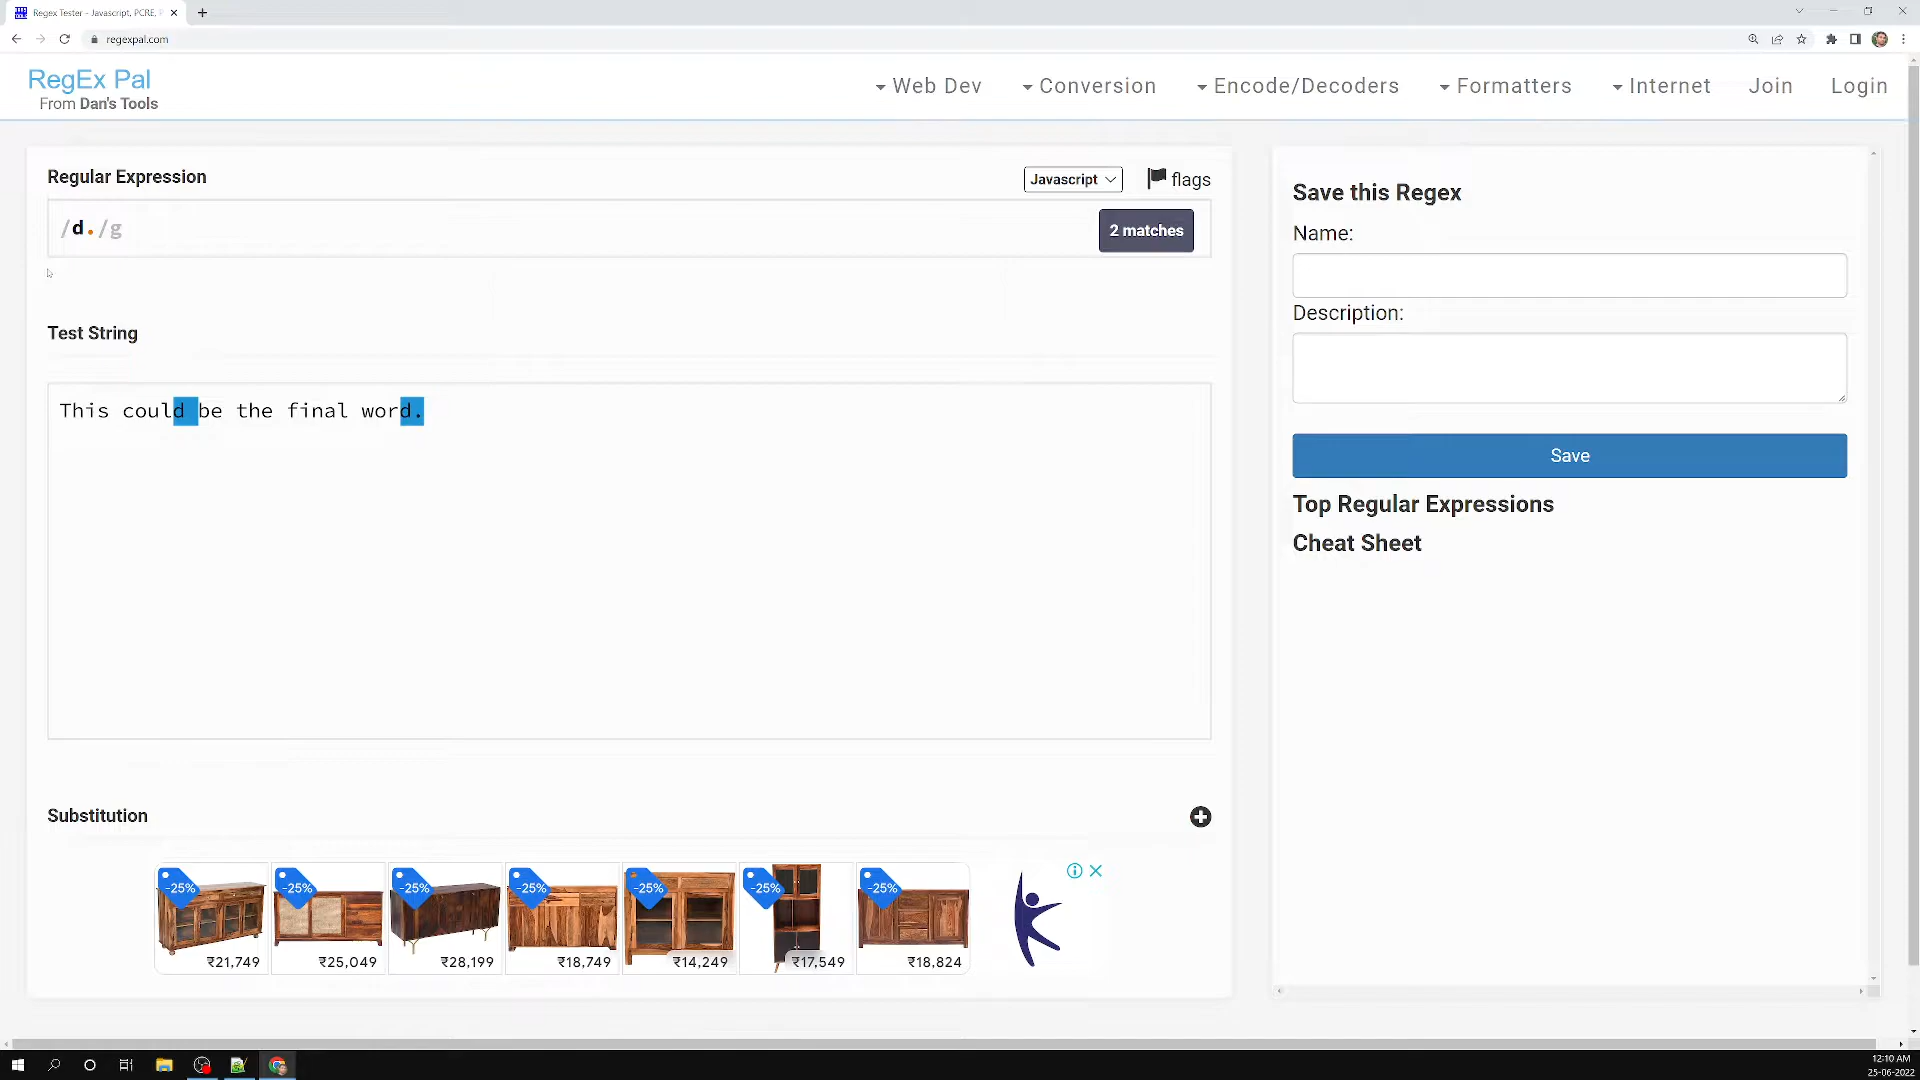 Regex Tester - Javascript, PCRE, P
regexpal.com
RegEx Pal
From Dan's Tools
Web Dev
Conversion
Encode/Decoders
Formatters
Internet
Join
Login
Regular Expression
Javascript
flags
/d./g
2 matches
Test String
This could be the final word.
Substitution
-25%
-25%
-25%
-25%
-25%
-25%
-25%
₹21,749
₹25,049
₹28,199
₹18,749
₹14,249
₹17,549
₹18,824
Save this Regex
Name:
Description:
Save
Top Regular Expressions
Cheat Sheet
12:10 AM
25-06-2022